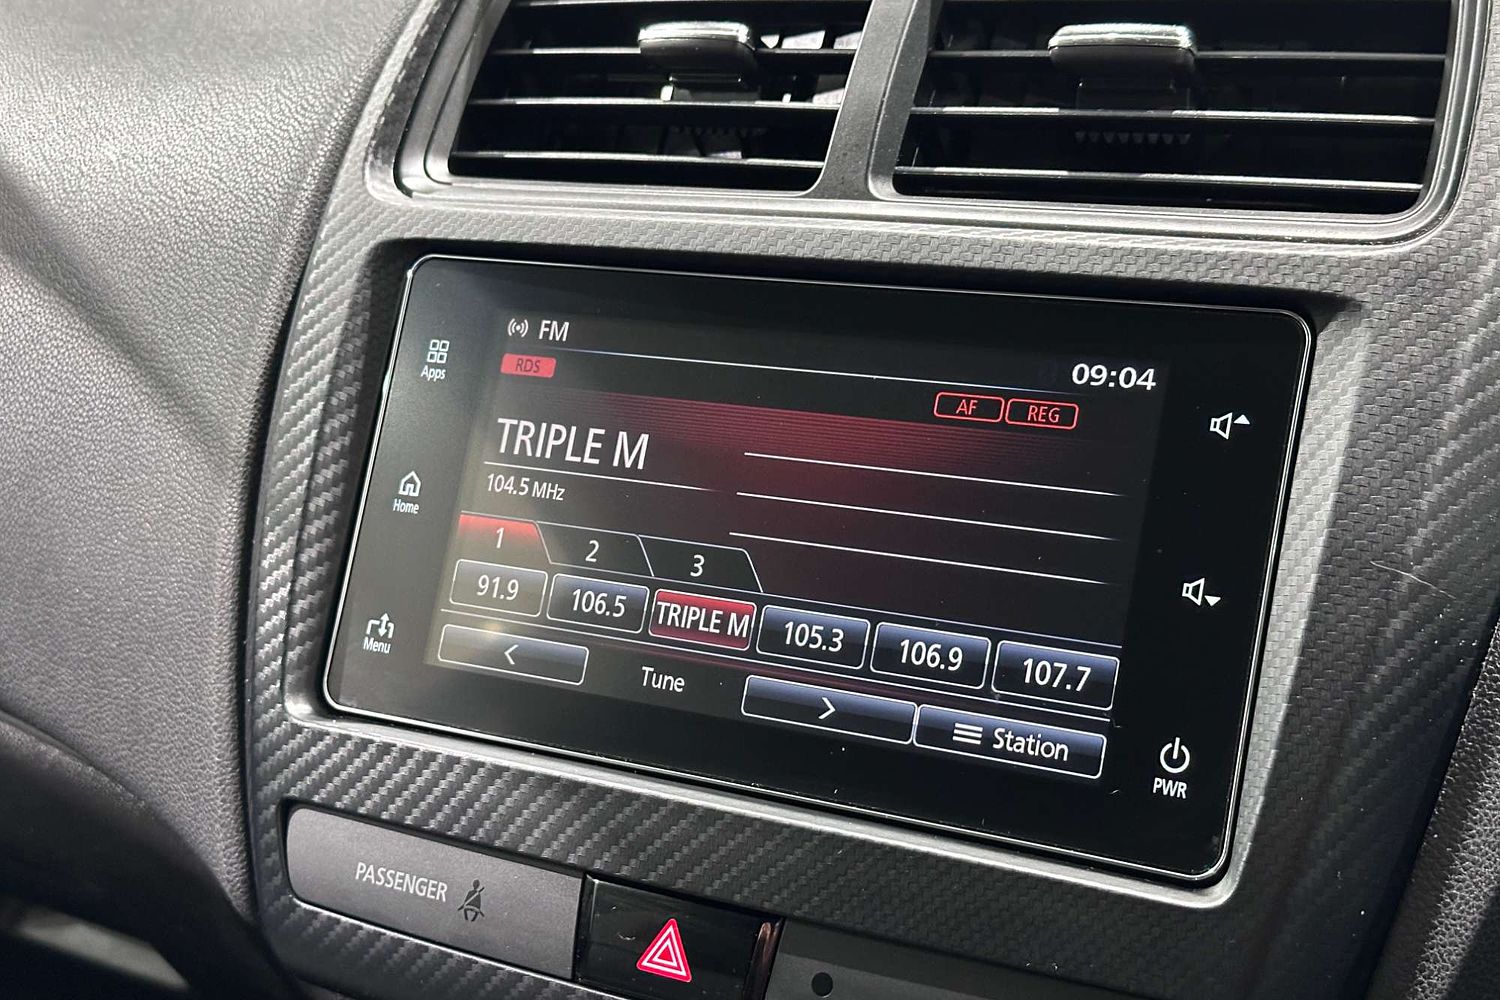 FM
RDS
09:04
AF REG
Apps
TRIPLE M
104.5 MHz
Home
1 2 3
91.9 106.5 TRIPLE M 105.3 106.9 107.7
Menu
< Tune > Station
PWR
PASSENGER